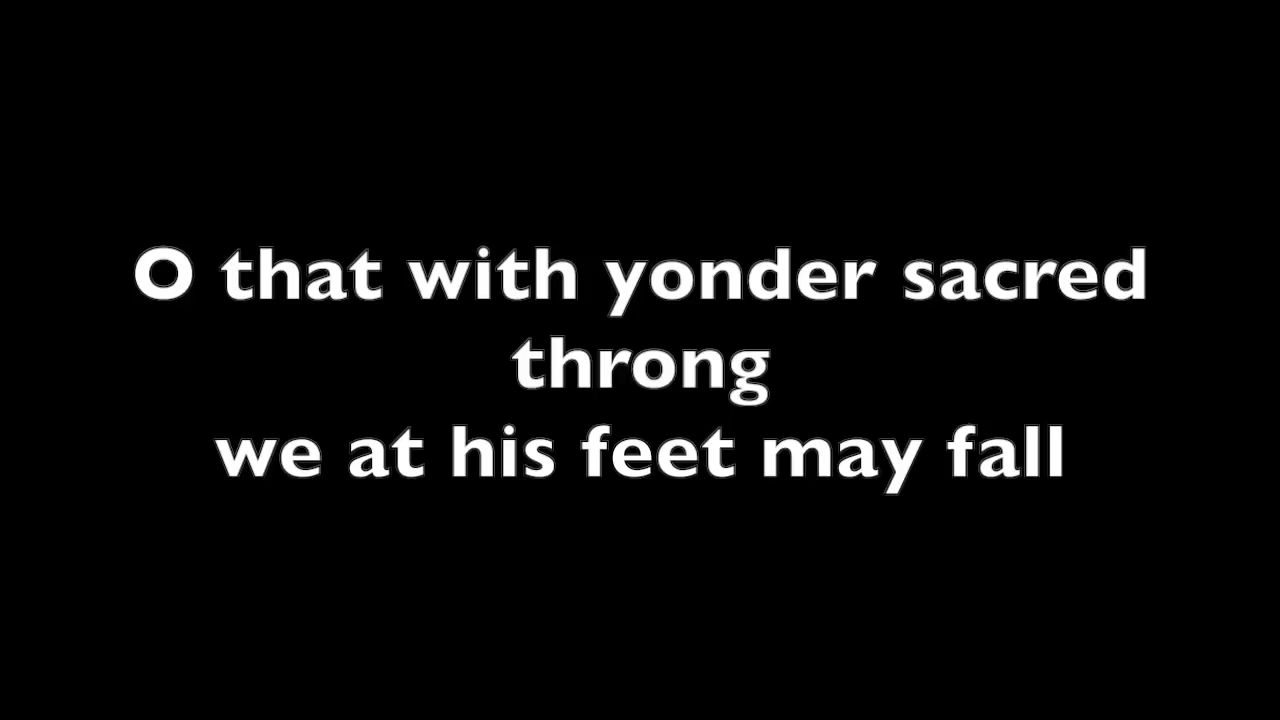 O that with yonder sacred
throng
we at his feet may fall